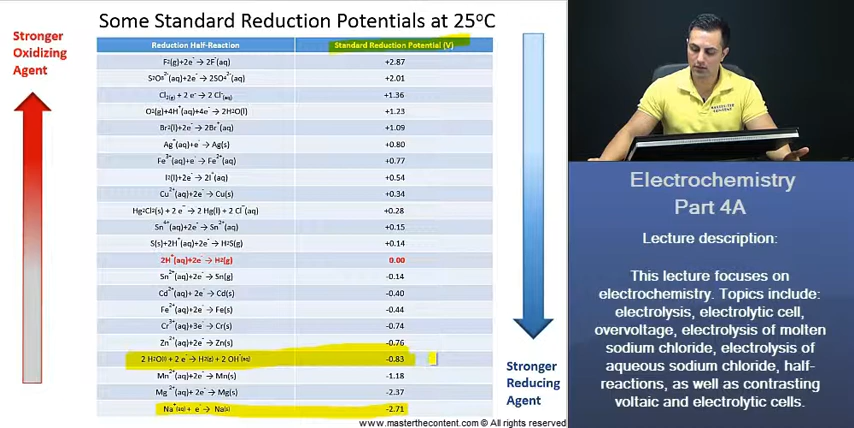 Some Standard Reduction Potentials at 25°C
Stronger
Oxidizing
Agent
Reduction Half-Reaction Standard Reduction Potential (V)
F2(g)+2e⁻ → 2F⁻(aq) +2.87
S2O8²⁻(aq)+2e⁻ → 2SO4²⁻(aq) +2.01
Cl2(g) + 2 e⁻ → 2 Cl⁻(aq) +1.36
O2(g)+4H⁺(aq)+4e⁻ → 2H2O(l) +1.23
Br2(l)+2e⁻ → 2Br⁺(aq) +1.09
Ag⁺(aq)+e⁻ → Ag(s) +0.80
Fe³⁺(aq)+e⁻ → Fe²⁺(aq) +0.77
I2(l)+2e⁻ → 2I⁺(aq) +0.54
Cu²⁺(aq)+2e⁻ → Cu(s) +0.34
Hg2Cl2(s) + 2 e⁻ → 2 Hg(l) + 2 Cl⁻(aq) +0.28
Sn⁴⁺(aq)+2e⁻ → Sn²⁺(aq) +0.15
S(s)+2H⁺(aq)+2e⁻ → H2S(g) +0.14
2H⁺(aq)+2e⁻ → H2(g) 0.00
Sn²⁺(aq)+2e⁻ → Sn(g) -0.14
Cd²⁺(aq)+2e⁻ → Cd(s) -0.40
Fe²⁺(aq)+2e⁻ → Fe(s) -0.44
Cr³⁺(aq)+3e⁻ → Cr(s) -0.74
Zn²⁺(aq)+2e⁻ → Zn(s) -0.76
2 H2O(l) + 2 e⁻ → H2(g) + 2 OH⁻(aq) -0.83
Mn²⁺(aq)+2e⁻ → Mn(s) -1.18
Mg²⁺(aq)+2e⁻ → Mg(s) -2.37
Na⁺(aq) + e⁻ → Na(s) -2.71
Stronger
Reducing
Agent
www.masterthecontent.com © All rights reserved
Electrochemistry
Part 4A
Lecture description:
This lecture focuses on
electrochemistry. Topics include:
electrolysis, electrolytic cell,
overvoltage, electrolysis of molten
sodium chloride, electrolysis of
aqueous sodium chloride, half-
reactions, as well as contrasting
voltaic and electrolytic cells.